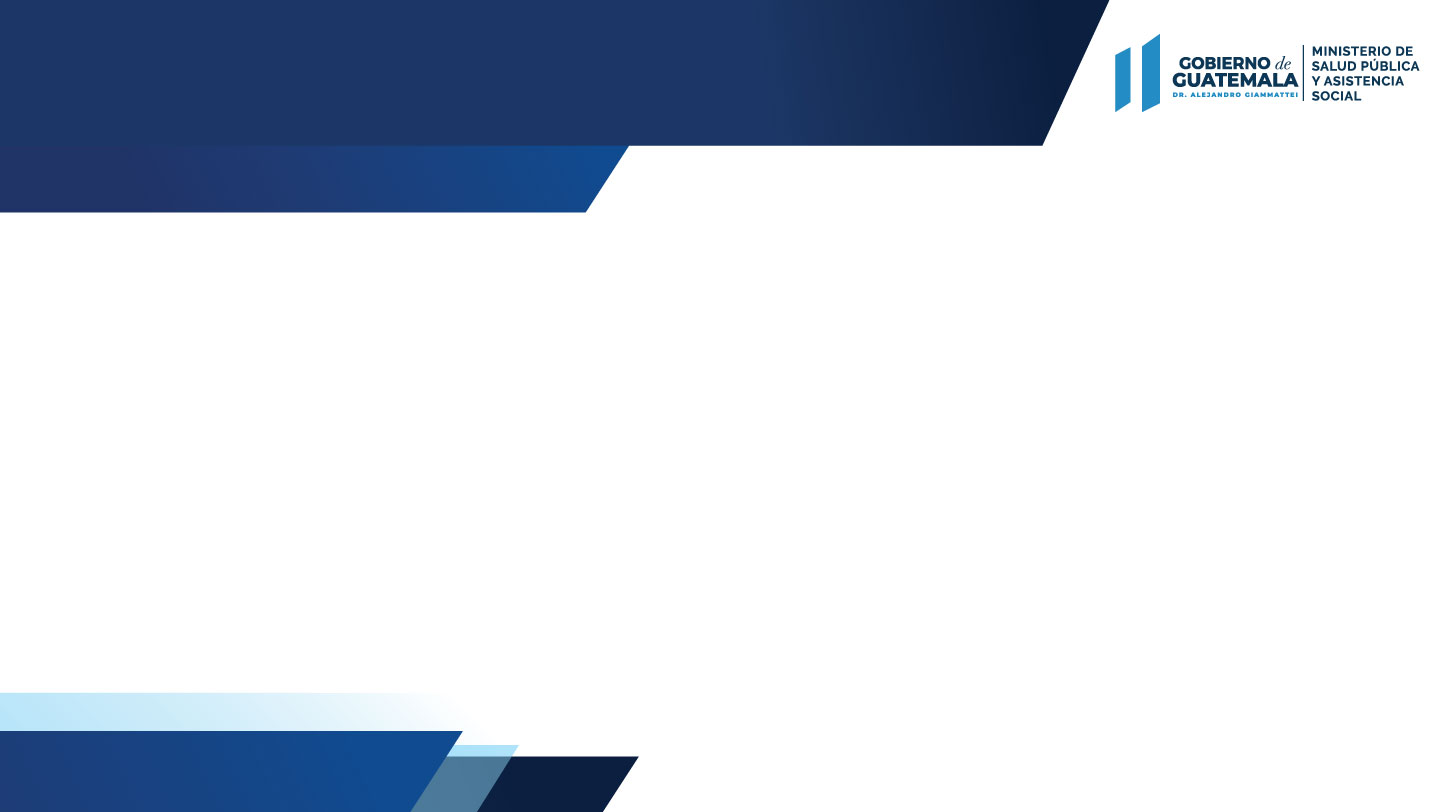 GOBIERNO de
GUATEMALA
DR. ALEJANDRO GIAMMATTEI
MINISTERIO DE
SALUD PÚBLICA
Y ASISTENCIA
SOCIAL